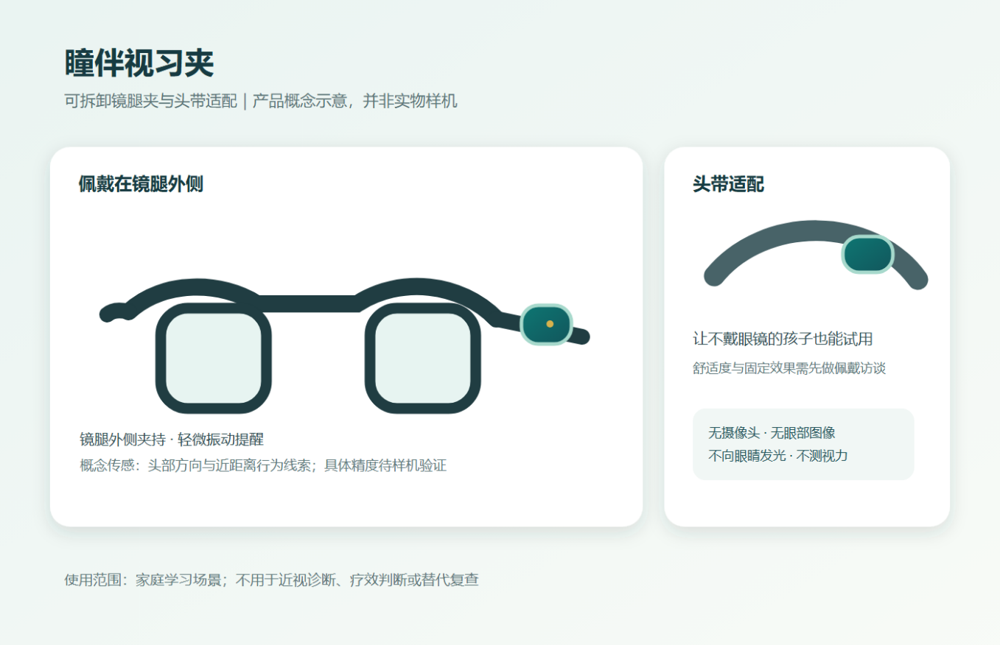 瞳伴视习夹
可拆卸镜腿夹与头带适配｜产品概念示意，并非实物样机
佩戴在镜腿外侧
镜腿外侧夹持 · 轻微振动提醒
概念传感：头部方向与近距离行为线索；具体精度待样机验证
头带适配
让不戴眼镜的孩子也能试用
舒适度与固定效果需先做佩戴访谈
无摄像头 · 无眼部图像
不向眼睛发光 · 不测视力
使用范围：家庭学习场景；不用于近视诊断、疗效判断或替代复查